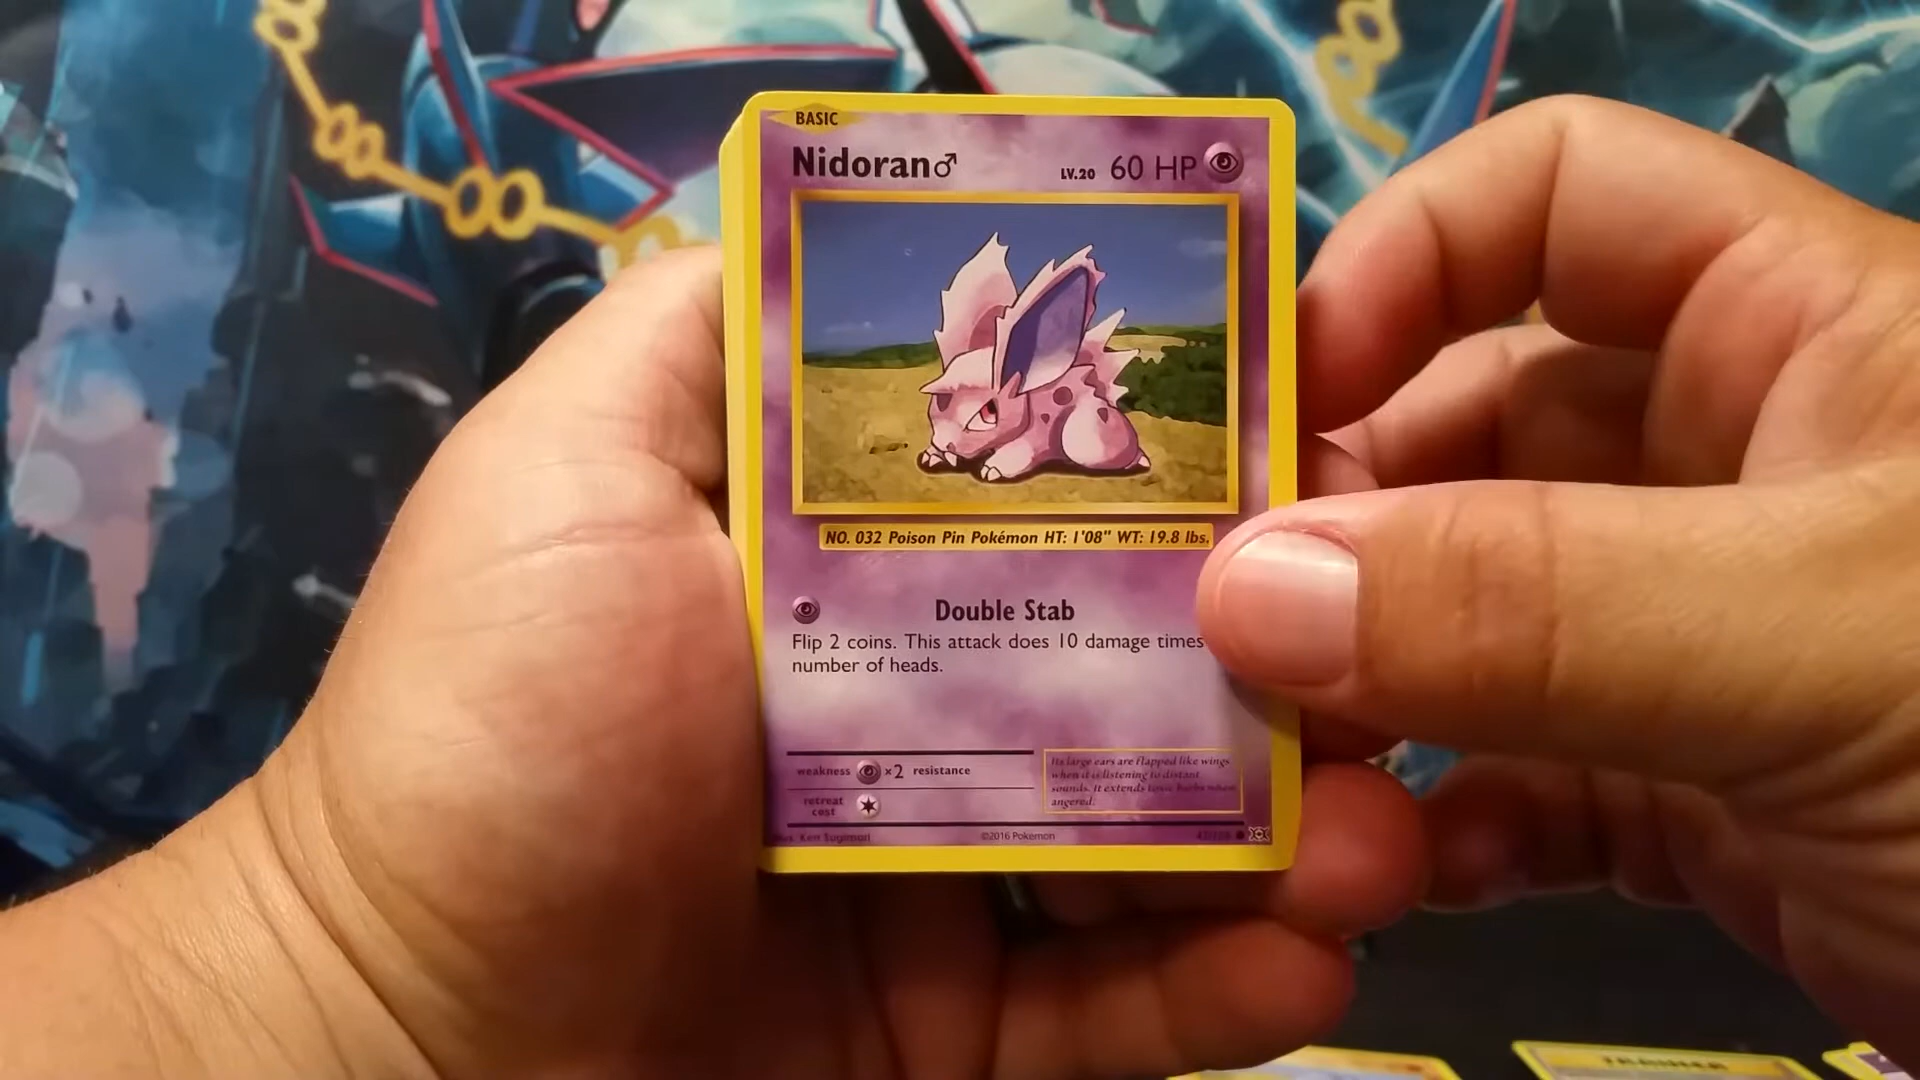 BASIC
Nidoran♂ LV.20 60 HP
NO. 032 Poison Pin Pokémon HT: 1'08" WT: 19.8 lbs.
Double Stab
Flip 2 coins. This attack does 10 damage times
number of heads.
weakness ×2 resistance
retreat
cost
Its large ears are flapped like wings
when it is listening to distant
sounds. It extends toxic barbs when
angered.
Illus. Ken Sugimori ©2016 Pokémon
TRAINER